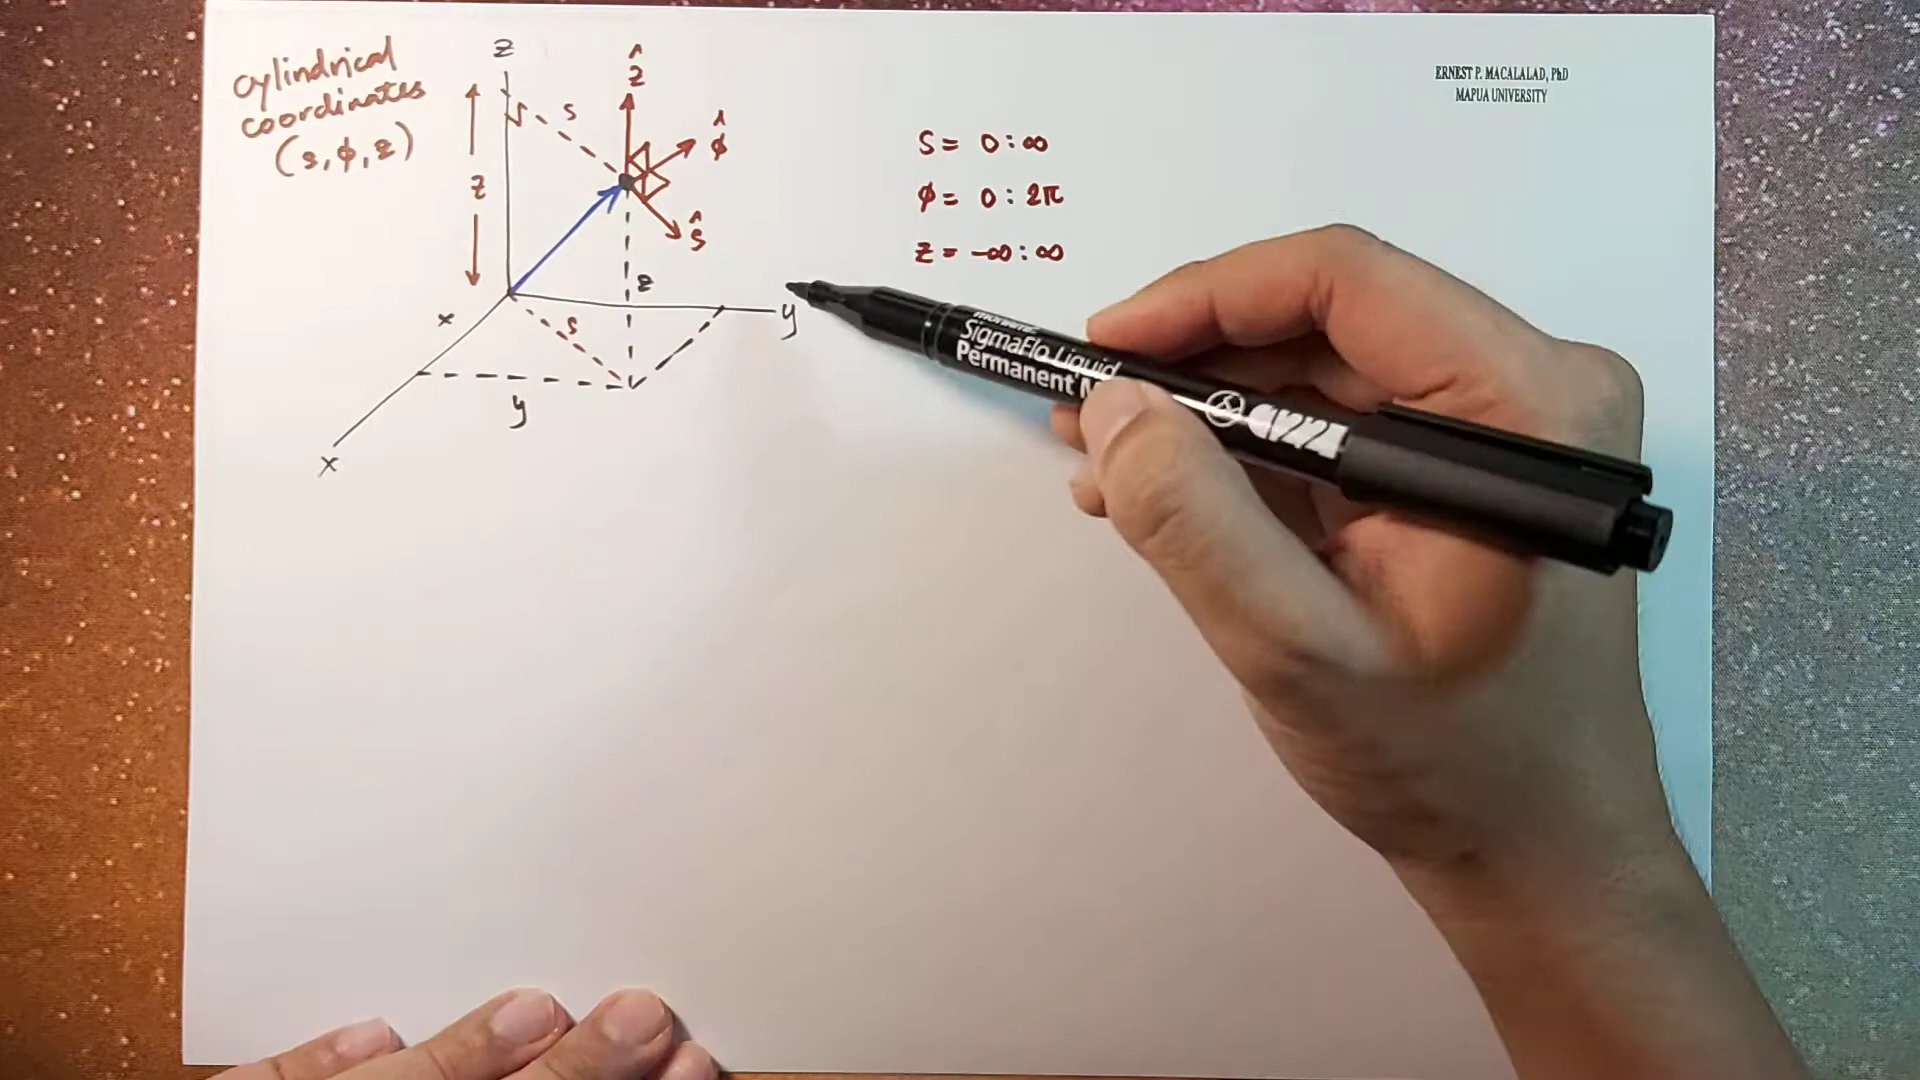 cylindrical
coordinates
(s, φ, z)
z
ẑ
s
φ̂
z
ŝ
z
x
s
y
y
x
S = 0 : ∞
φ = 0 : 2π
z = -∞ : ∞
ERNEST P. MACALALAD, PhD
MAPUA UNIVERSITY
SigmaFlo Liquid
Permanent